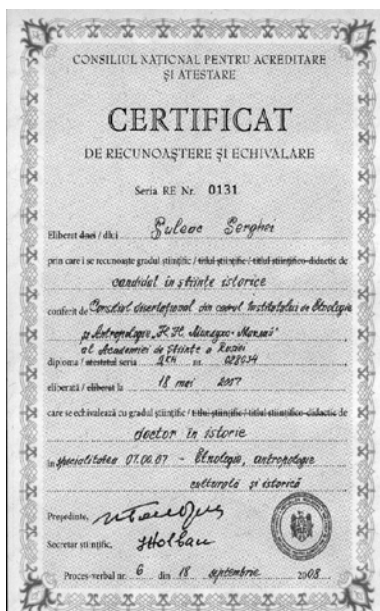 CONSILIUL NAȚIONAL PENTRU ACREDITARE
ȘI ATESTARE
CERTIFICAT
DE RECUNOAȘTERE ȘI ECHIVALARE
Seria RE Nr. 0131
Eliberat dnei / dlui Suleac Serghei
prin care i se recunoaște gradul științific / titlul științific / titlul științifico-didactic de
candidat în științe istorice
conferit de Consiliul disertațional din cadrul Institutului de Etnologie
și Antropologie
al Academiei de Științe a Rusiei
diploma / atestatul seria nr. 028934
eliberată / eliberat la 18 mai 2007
care se echivalează cu gradul științific / titlul științific / titlul științifico-didactic de
doctor în istorie
în specialitatea 07.00.07 - Etnologie, antropologie
culturală și istorică
Președinte,
Secretar științific,
Proces-verbal nr. 6 din 18 septembrie 2008